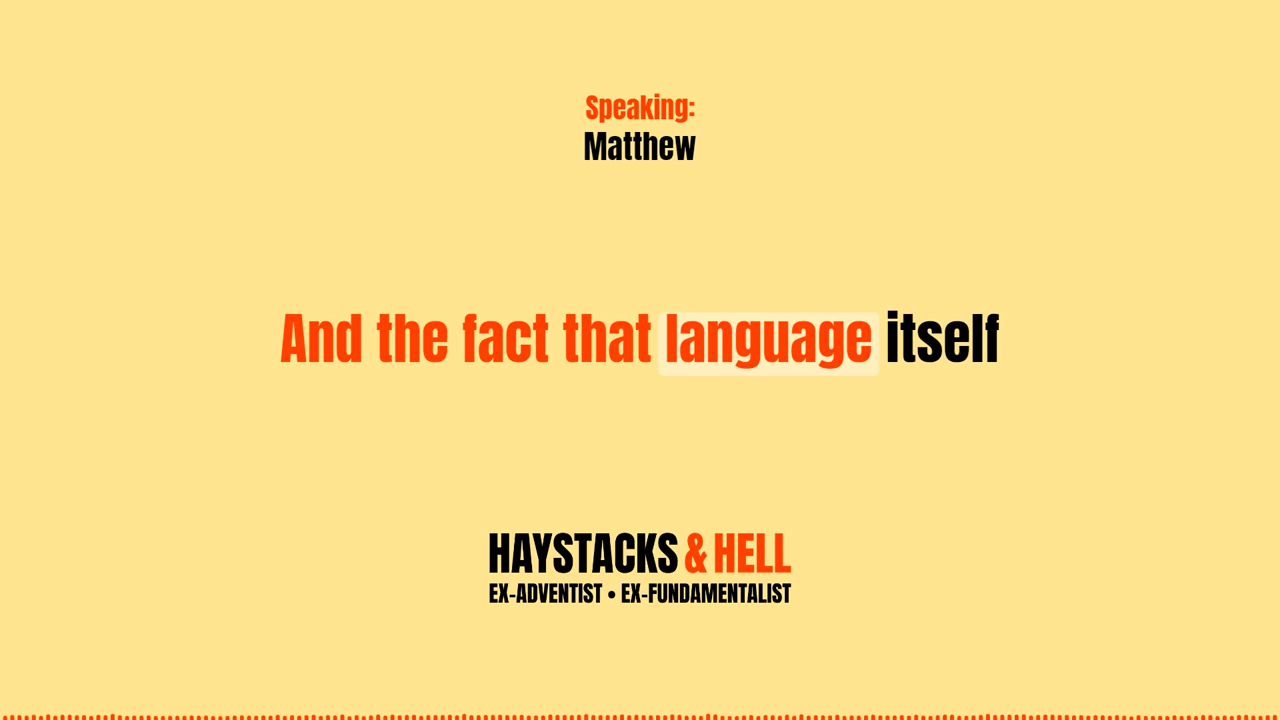 Speaking:
Matthew
And the fact that language itself
HAYSTACKS & HELL
EX-ADVENTIST • EX-FUNDAMENTALIST